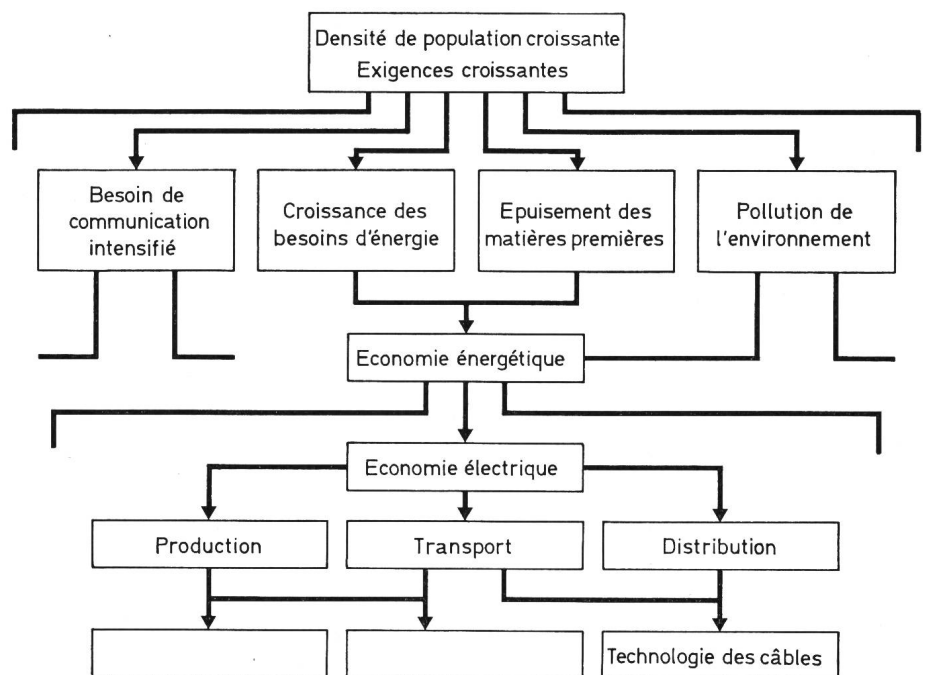 Densité de population croissante
Exigences croissantes
Besoin de
communication
intensifié
Croissance des
besoins d'énergie
Epuisement des
matières premières
Pollution de
l'environnement
Economie énergétique
Economie électrique
Production
Transport
Distribution
Technologie des câbles